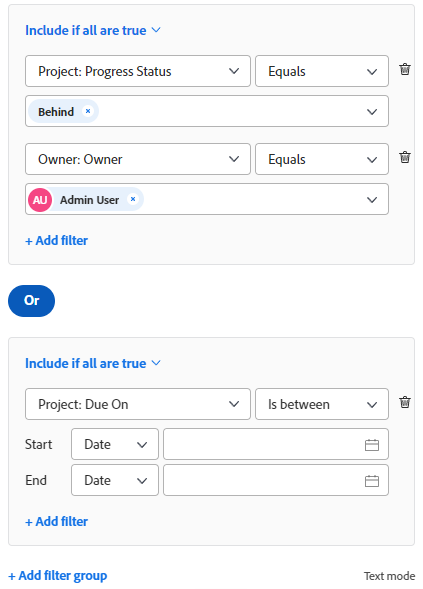 Include if all are true
Project: Progress Status Equals
Behind ×
Owner: Owner Equals
AU Admin User ×
+ Add filter
Or
Include if all are true
Project: Due On Is between
Start Date
End Date
+ Add filter
+ Add filter group Text mode